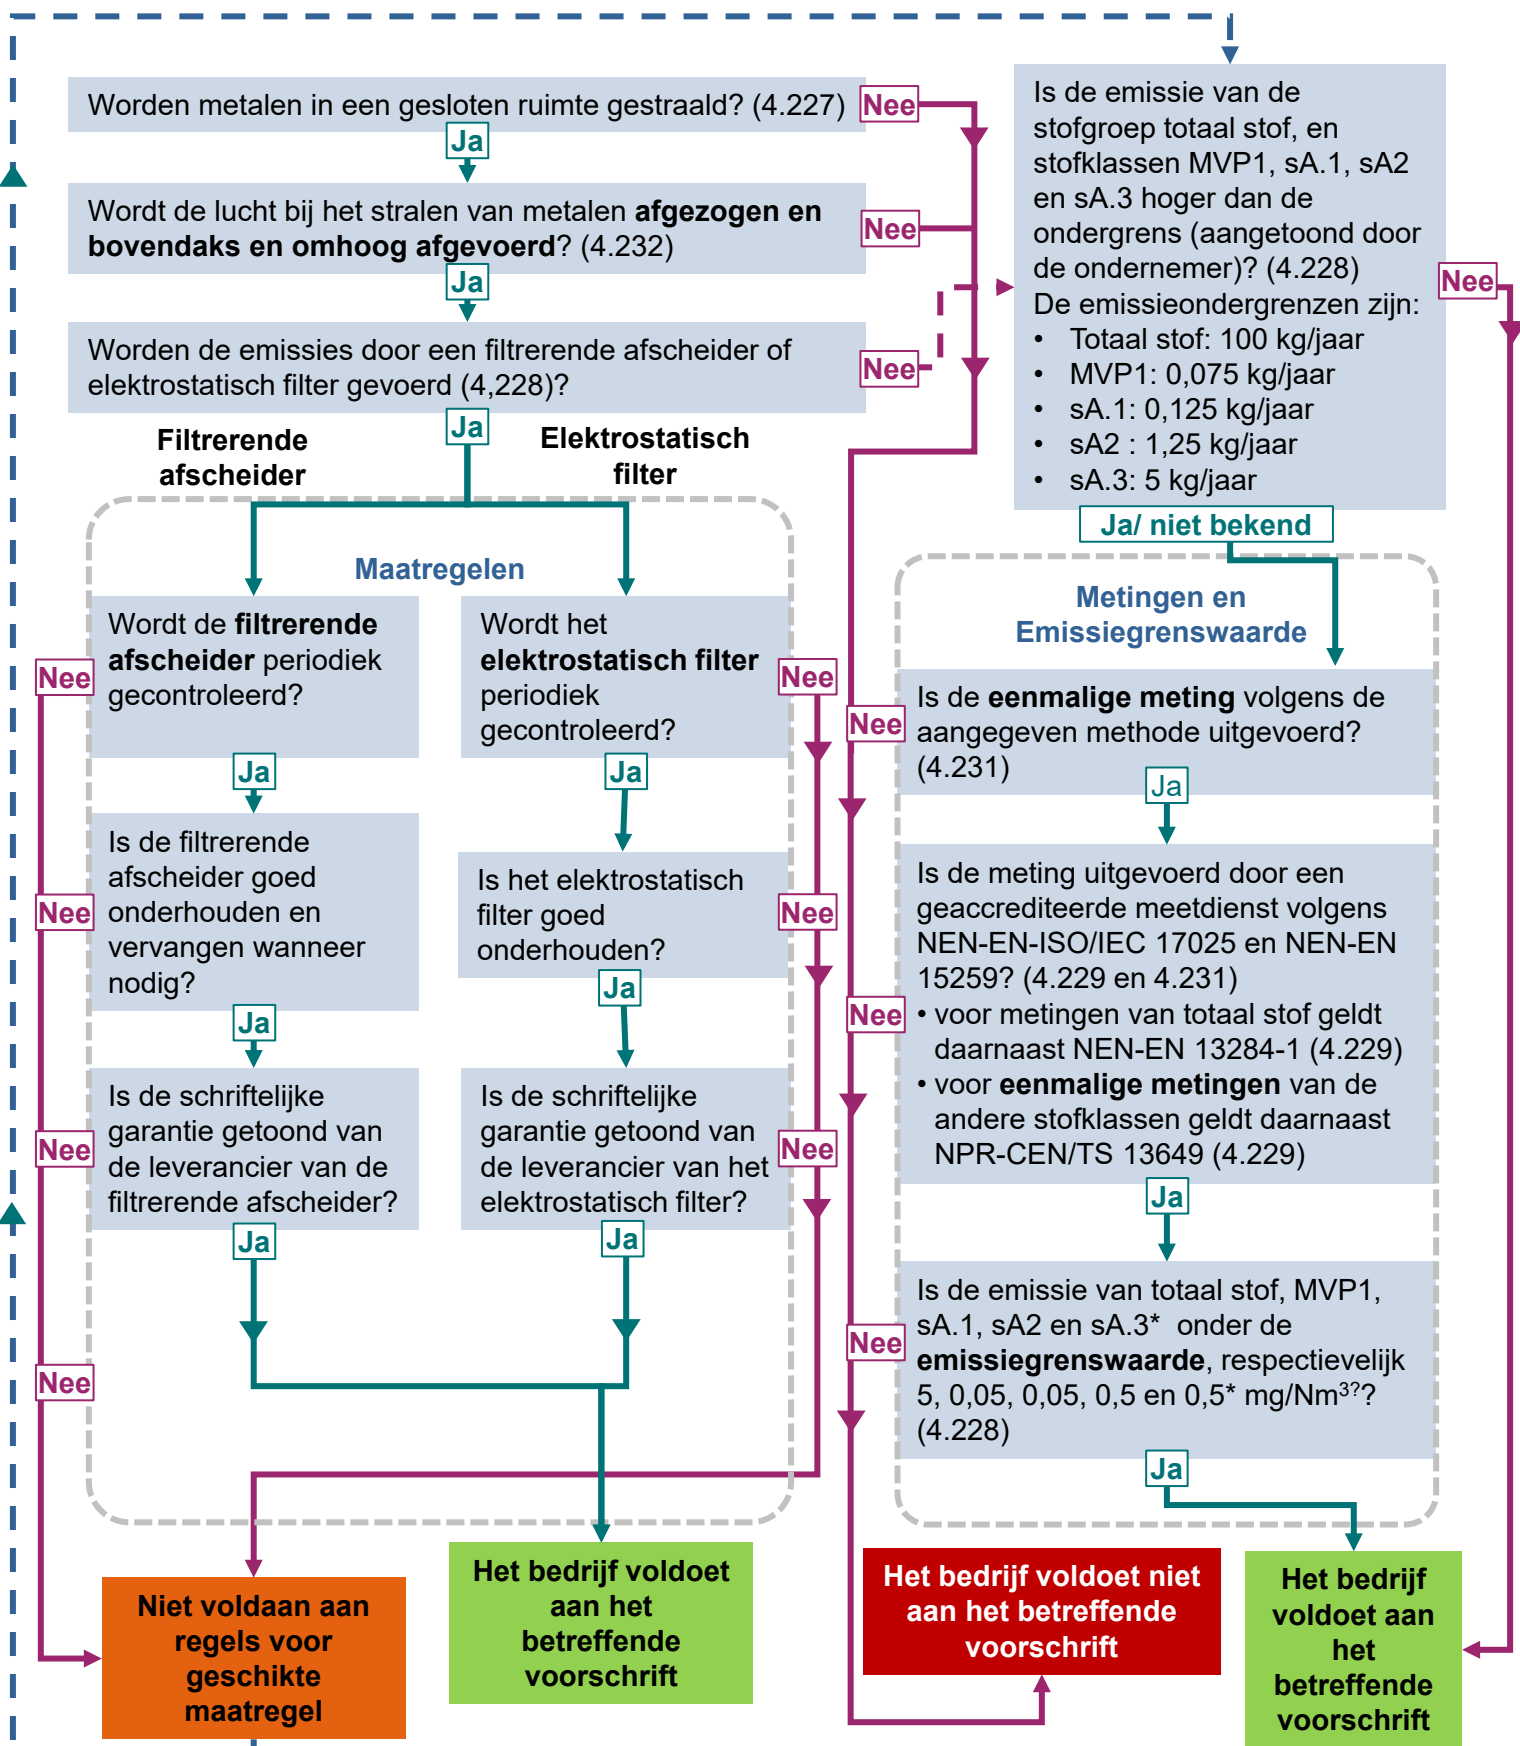 Worden metalen in een gesloten ruimte gestraald? (4.227)
Nee
Ja
Wordt de lucht bij het stralen van metalen afgezogen en
bovendaks en omhoog afgevoerd? (4.232)
Nee
Ja
Worden de emissies door een filtrerende afscheider of
elektrostatisch filter gevoerd (4,228)?
Nee
Ja
Filtrerende
afscheider
Elektrostatisch
filter
Maatregelen
Wordt de filtrerende
afscheider periodiek
gecontroleerd?
Nee
Ja
Is de filtrerende
afscheider goed
onderhouden en
vervangen wanneer
nodig?
Nee
Ja
Is de schriftelijke
garantie getoond van
de leverancier van de
filtrerende afscheider?
Nee
Ja
Nee
Wordt het
elektrostatisch filter
periodiek
gecontroleerd?
Nee
Ja
Is het elektrostatisch
filter goed
onderhouden?
Nee
Ja
Is de schriftelijke
garantie getoond van
de leverancier van het
elektrostatisch filter?
Nee
Ja
Niet voldaan aan
regels voor
geschikte
maatregel
Het bedrijf voldoet
aan het
betreffende
voorschrift
Is de emissie van de
stofgroep totaal stof, en
stofklassen MVP1, sA.1, sA2
en sA.3 hoger dan de
ondergrens (aangetoond door
de ondernemer)? (4.228)
De emissieondergrenzen zijn:
• Totaal stof: 100 kg/jaar
• MVP1: 0,075 kg/jaar
• sA.1: 0,125 kg/jaar
• sA2 : 1,25 kg/jaar
• sA.3: 5 kg/jaar
Nee
Ja/ niet bekend
Metingen en
Emissiegrenswaarde
Is de eenmalige meting volgens de
aangegeven methode uitgevoerd?
(4.231)
Nee
Ja
Is de meting uitgevoerd door een
geaccrediteerde meetdienst volgens
NEN-EN-ISO/IEC 17025 en NEN-EN
15259? (4.229 en 4.231)
• voor metingen van totaal stof geldt
daarnaast NEN-EN 13284-1 (4.229)
• voor eenmalige metingen van de
andere stofklassen geldt daarnaast
NPR-CEN/TS 13649 (4.229)
Nee
Ja
Is de emissie van totaal stof, MVP1,
sA.1, sA2 en sA.3* onder de
emissiegrenswaarde, respectievelijk
5, 0,05, 0,05, 0,5 en 0,5* mg/Nm³??
(4.228)
Nee
Ja
Het bedrijf voldoet niet
aan het betreffende
voorschrift
Het bedrijf
voldoet aan
het
betreffende
voorschrift